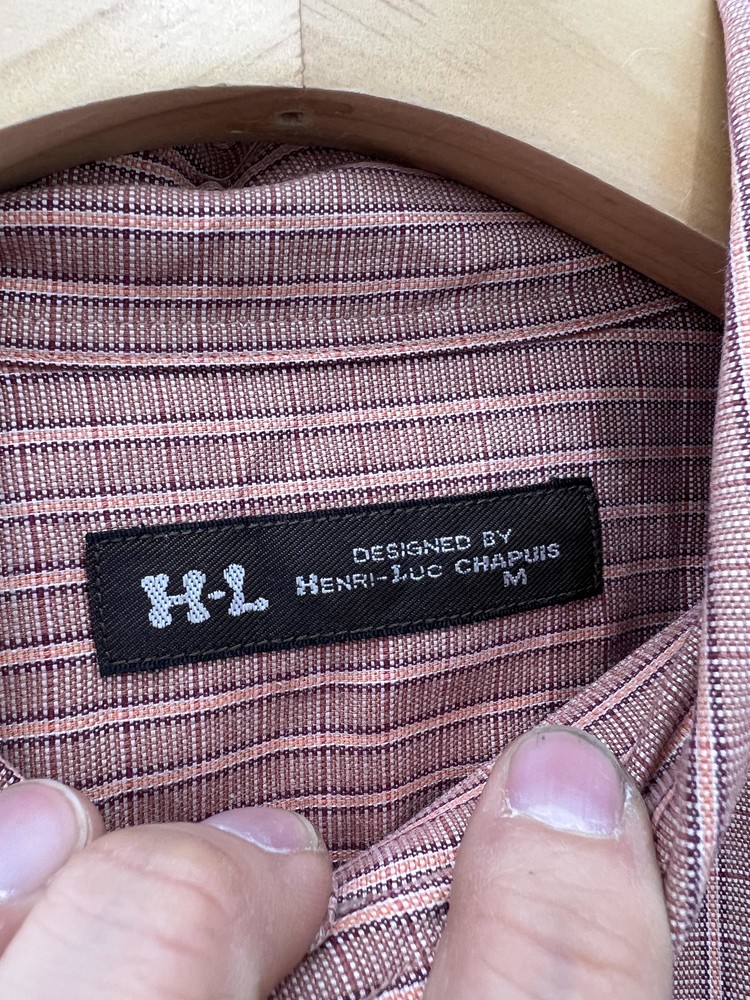 H-L
DESIGNED BY
HENRI-LUC CHAPUIS
M